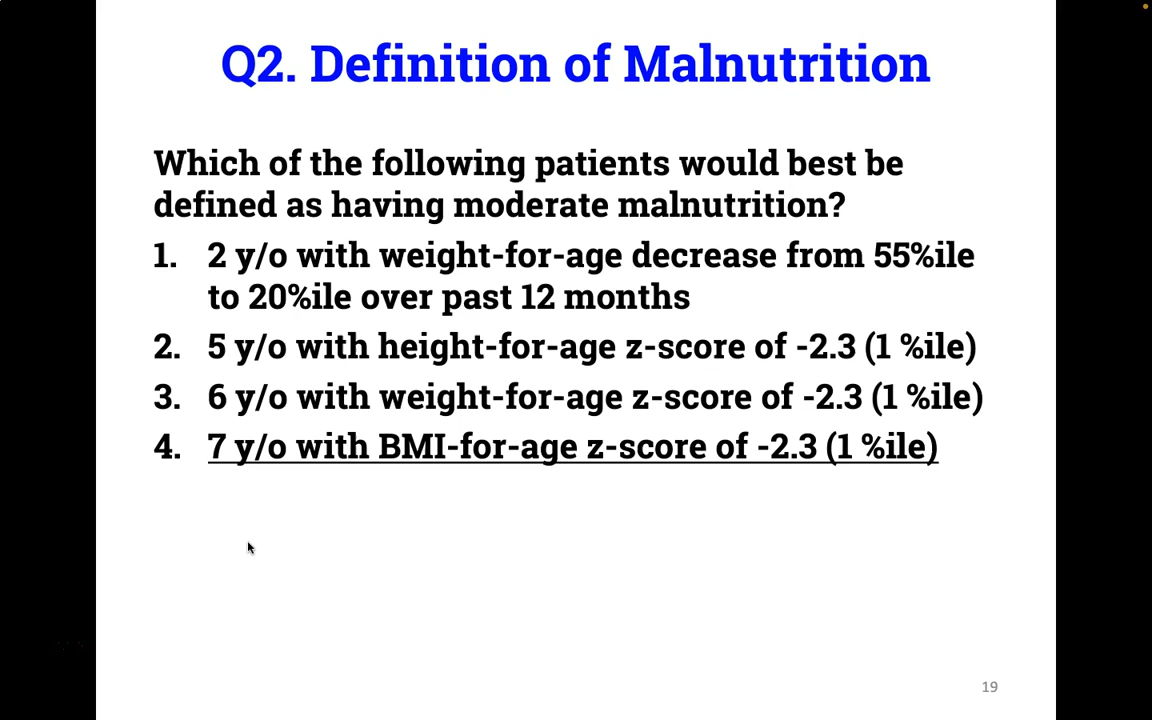 Q2. Definition of Malnutrition
Which of the following patients would best be
defined as having moderate malnutrition?
1. 2 y/o with weight-for-age decrease from 55%ile
to 20%ile over past 12 months
2. 5 y/o with height-for-age z-score of -2.3 (1 %ile)
3. 6 y/o with weight-for-age z-score of -2.3 (1 %ile)
4. 7 y/o with BMI-for-age z-score of -2.3 (1 %ile)
19